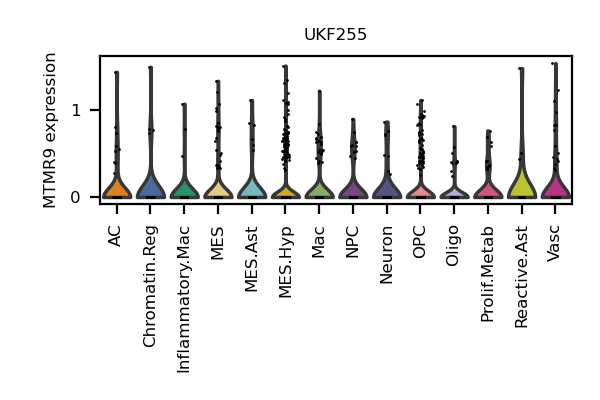 UKF255
MTMR9 expression
1
0
AC
Chromatin.Reg
Inflammatory.Mac
MES
MES.Ast
MES.Hyp
Mac
NPC
Neuron
OPC
Oligo
Prolif.Metab
Reactive.Ast
Vasc